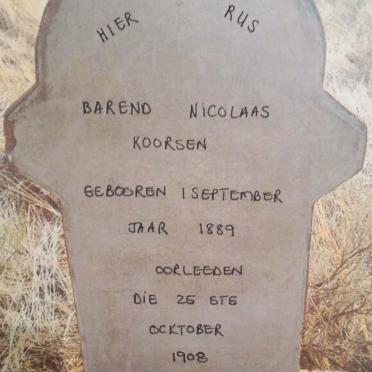 HIER RUS
BAREND NICOLAAS
KOORSEN
GEBOOREN 1 SEPTEMBER
JAAR 1889
OORLEEDEN
DIE 25 STE
OCKTOBER
1908